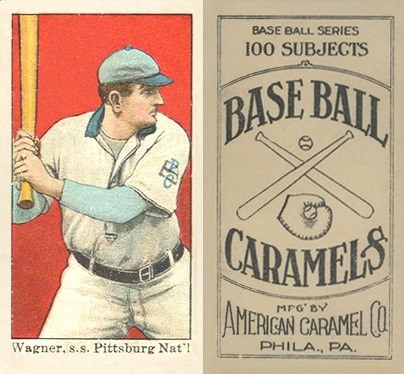 Wagner, s.s. Pittsburg Nat'l
BASE BALL SERIES
100 SUBJECTS
BASE BALL
CARAMELS
MFG' BY
AMERICAN CARAMEL CO.
PHILA., PA.